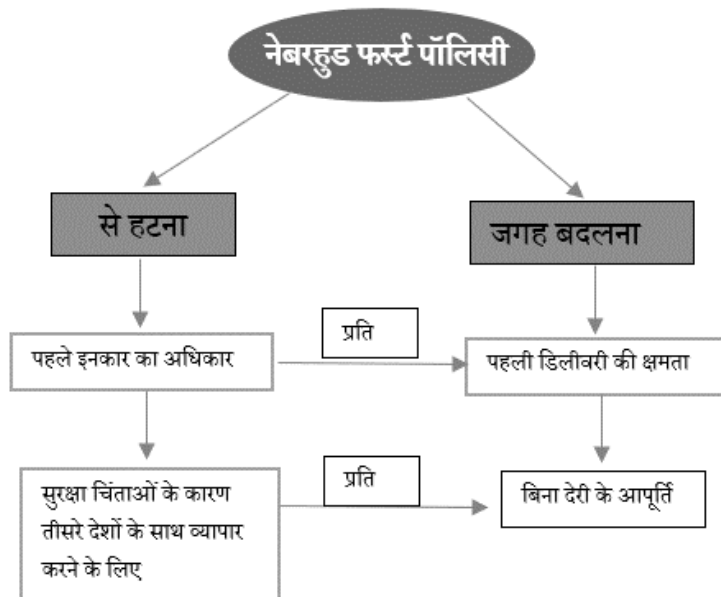 नेबरहुड फर्स्ट पॉलिसी
से हटना
जगह बदलना
पहले इनकार का अधिकार
प्रति
पहली डिलीवरी की क्षमता
सुरक्षा चिंताओं के कारण
तीसरे देशों के साथ व्यापार
करने के लिए
प्रति
बिना देरी के आपूर्ति